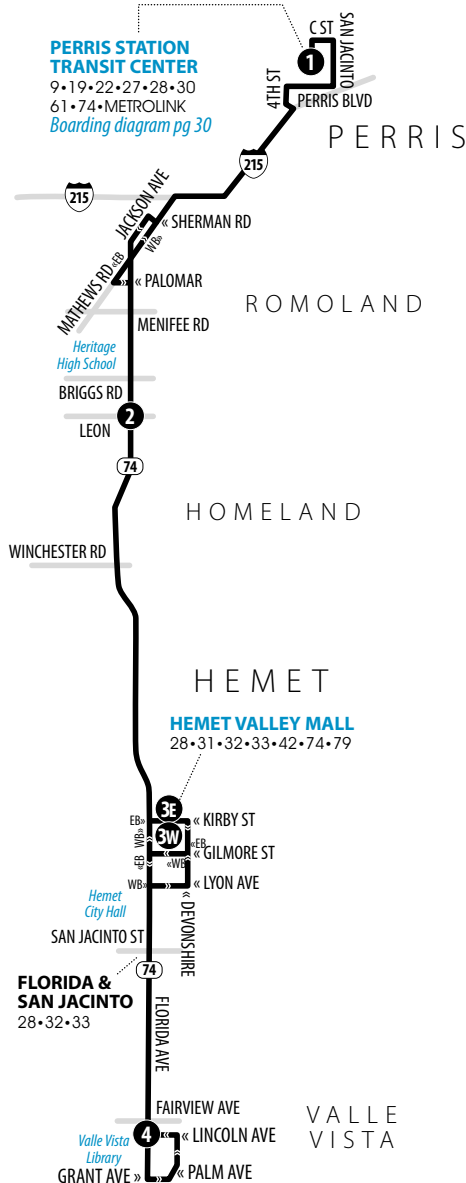 C ST
SAN JACINTO
PERRIS STATION
TRANSIT CENTER
9•19•22•27•28•30
61•74•METROLINK
Boarding diagram pg 30
1
4TH ST
PERRIS BLVD
PERRIS
215
215
JACKSON AVE
« SHERMAN RD
«EB
WB»
MATHEWS RD
« PALOMAR
ROMOLAND
MENIFEE RD
Heritage
High School
BRIGGS RD
2
LEON
74
HOMELAND
WINCHESTER RD
HEMET
HEMET VALLEY MALL
28•31•32•33•42•74•79
3E
EB»
« KIRBY ST
WB»
3W
«EB
« GILMORE ST
«EB
«WB
WB»
« LYON AVE
Hemet
City Hall
« DEVONSHIRE
SAN JACINTO ST
74
FLORIDA &
SAN JACINTO
28•32•33
FLORIDA AVE
FAIRVIEW AVE
VALLE
VISTA
4
« LINCOLN AVE
Valle Vista
Library
GRANT AVE »
« PALM AVE